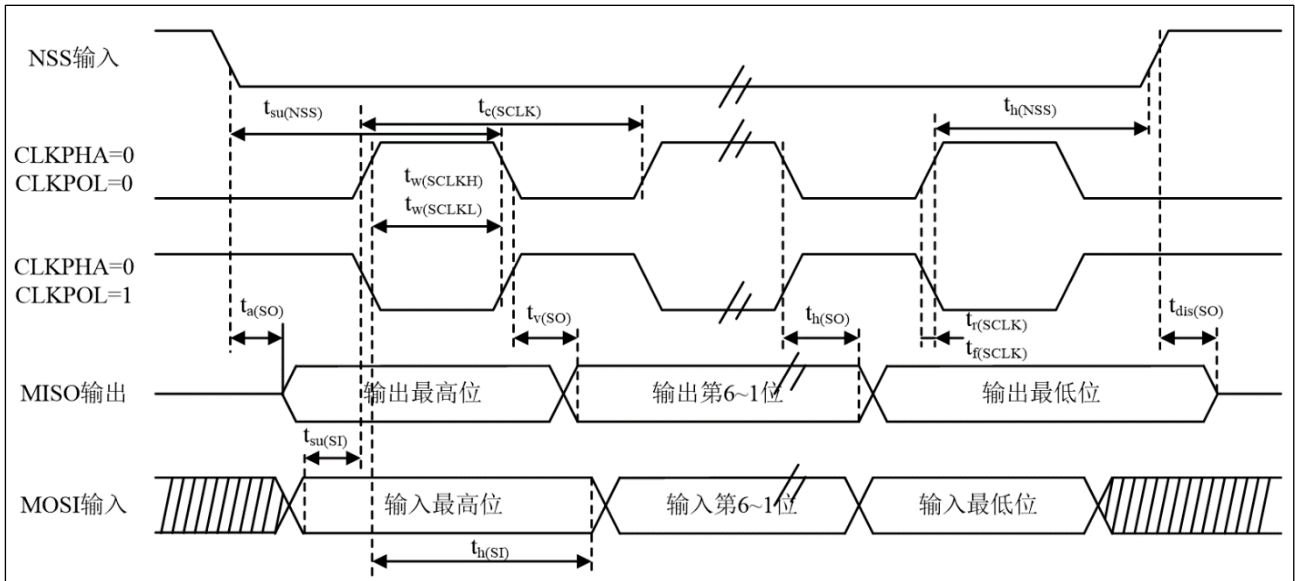 NSS输入
tsu(NSS)
tc(SCLK)
th(NSS)
CLKPHA=0
CLKPOL=0
tw(SCLKH)
tw(SCLKL)
CLKPHA=0
CLKPOL=1
ta(SO)
tv(SO)
th(SO)
tr(SCLK)
tf(SCLK)
tdis(SO)
MISO输出
输出最高位
输出第6~1位
输出最低位
tsu(SI)
MOSI输入
输入最高位
输入第6~1位
输入最低位
th(SI)